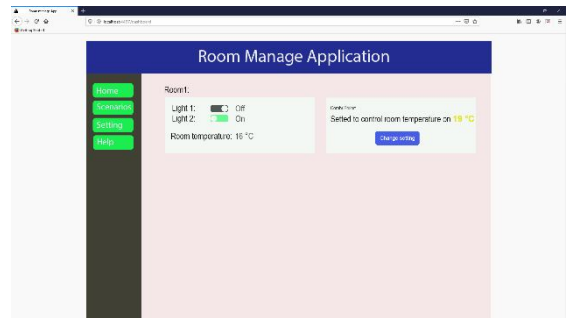 Room Manage Application
Home
Scenarios
Setting
Help
Room1:
Light 1: Off
Light 2: On
Room temperature: 16 °C
Setled to control room temperature on 19 °C
Change setting